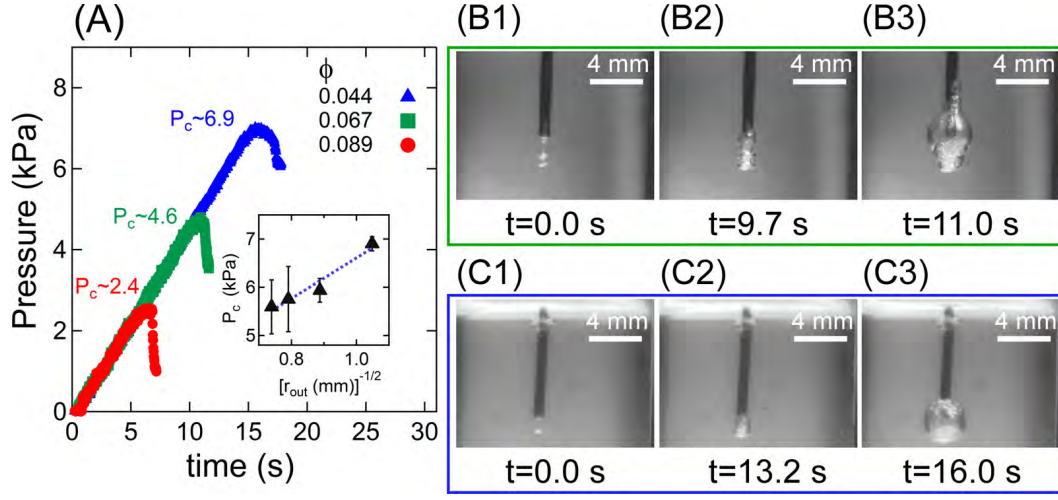 (A)
Pressure (kPa)
8
6
4
2
0
0 5 10 15 20 25 30
time (s)
ϕ
0.044
0.067
0.089
P_c~6.9
P_c~4.6
P_c~2.4
P_c (kPa)
7
6
5
0.8 1.0
[r_out (mm)]^-1/2
(B1) (B2) (B3)
4 mm 4 mm 4 mm
t=0.0 s t=9.7 s t=11.0 s
(C1) (C2) (C3)
4 mm 4 mm 4 mm
t=0.0 s t=13.2 s t=16.0 s